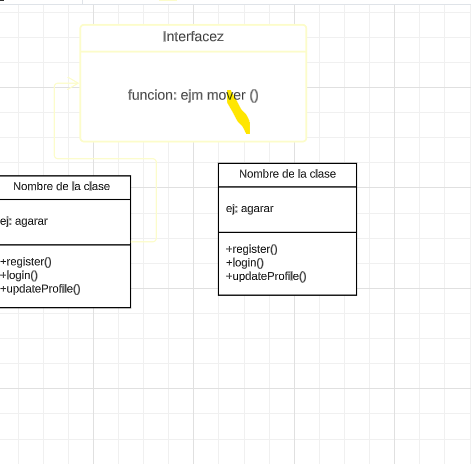 Interfacez
funcion: ejm mover ()
Nombre de la clase
ej: agarar
+register()
+login()
+updateProfile()
Nombre de la clase
ej: agarar
+register()
+login()
+updateProfile()